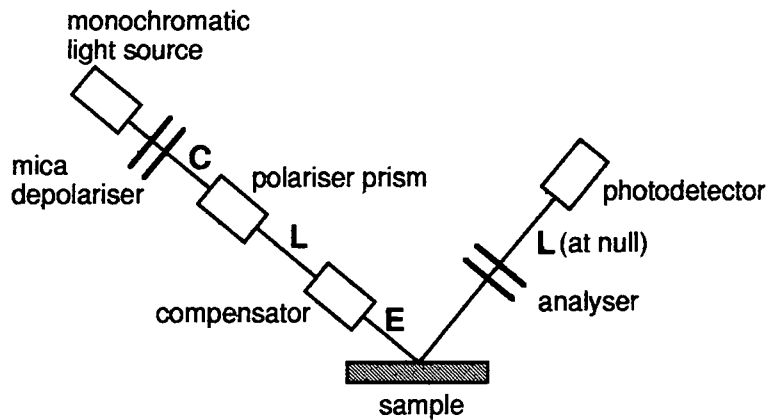 monochromatic
light source
mica
depolariser
C
polariser prism
L
compensator
E
sample
photodetector
L (at null)
analyser